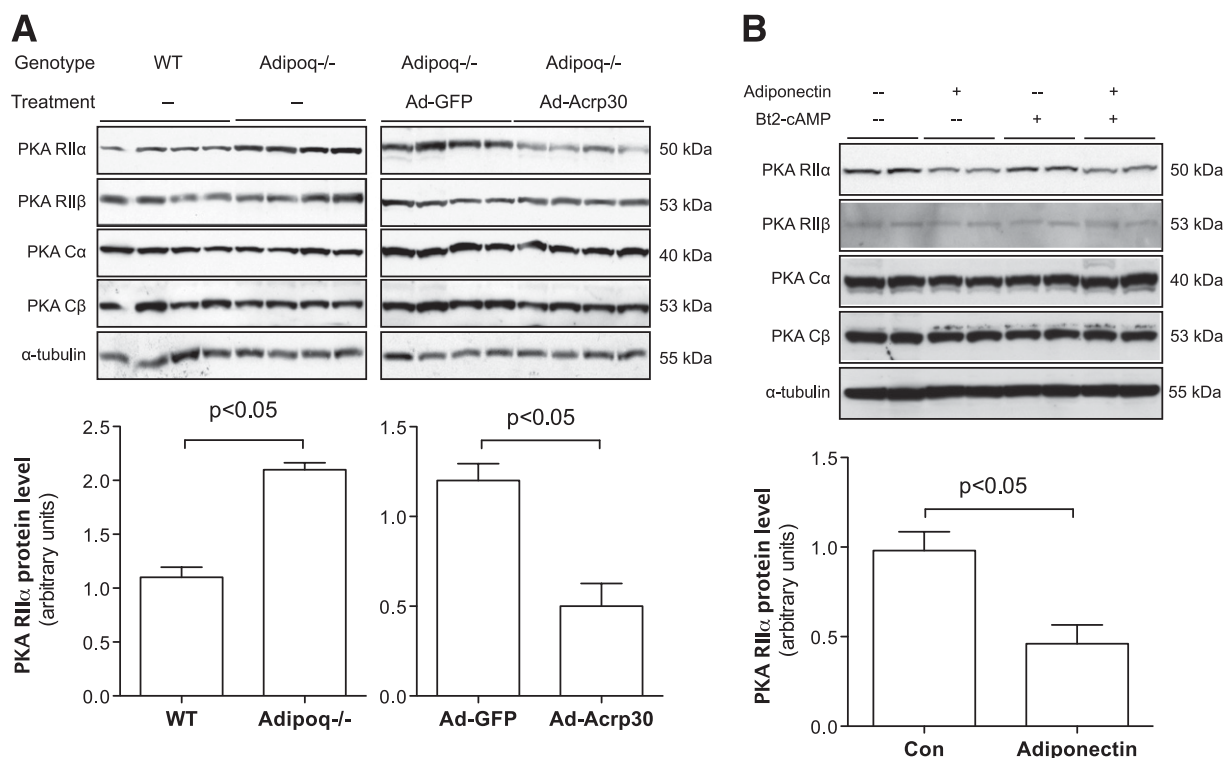 A
Genotype WT Adipoq-/- Adipoq-/- Adipoq-/-
Treatment – – Ad-GFP Ad-Acrp30
PKA RIIα 50 kDa
PKA RIIβ 53 kDa
PKA Cα 40 kDa
PKA Cβ 53 kDa
α-tubulin 55 kDa
PKA RIIα protein level
(arbitrary units)
2.5
2.0
1.5
1.0
0.5
0.0
p<0.05
WT Adipoq-/-
1.5
1.0
0.5
0.0
p<0.05
Ad-GFP Ad-Acrp30
B
Adiponectin -- + -- +
Bt2-cAMP -- -- + +
PKA RIIα 50 kDa
PKA RIIβ 53 kDa
PKA Cα 40 kDa
PKA Cβ 53 kDa
α-tubulin 55 kDa
PKA RIIα protein level
(arbitrary units)
1.5
1.0
0.5
0.0
p<0.05
Con Adiponectin